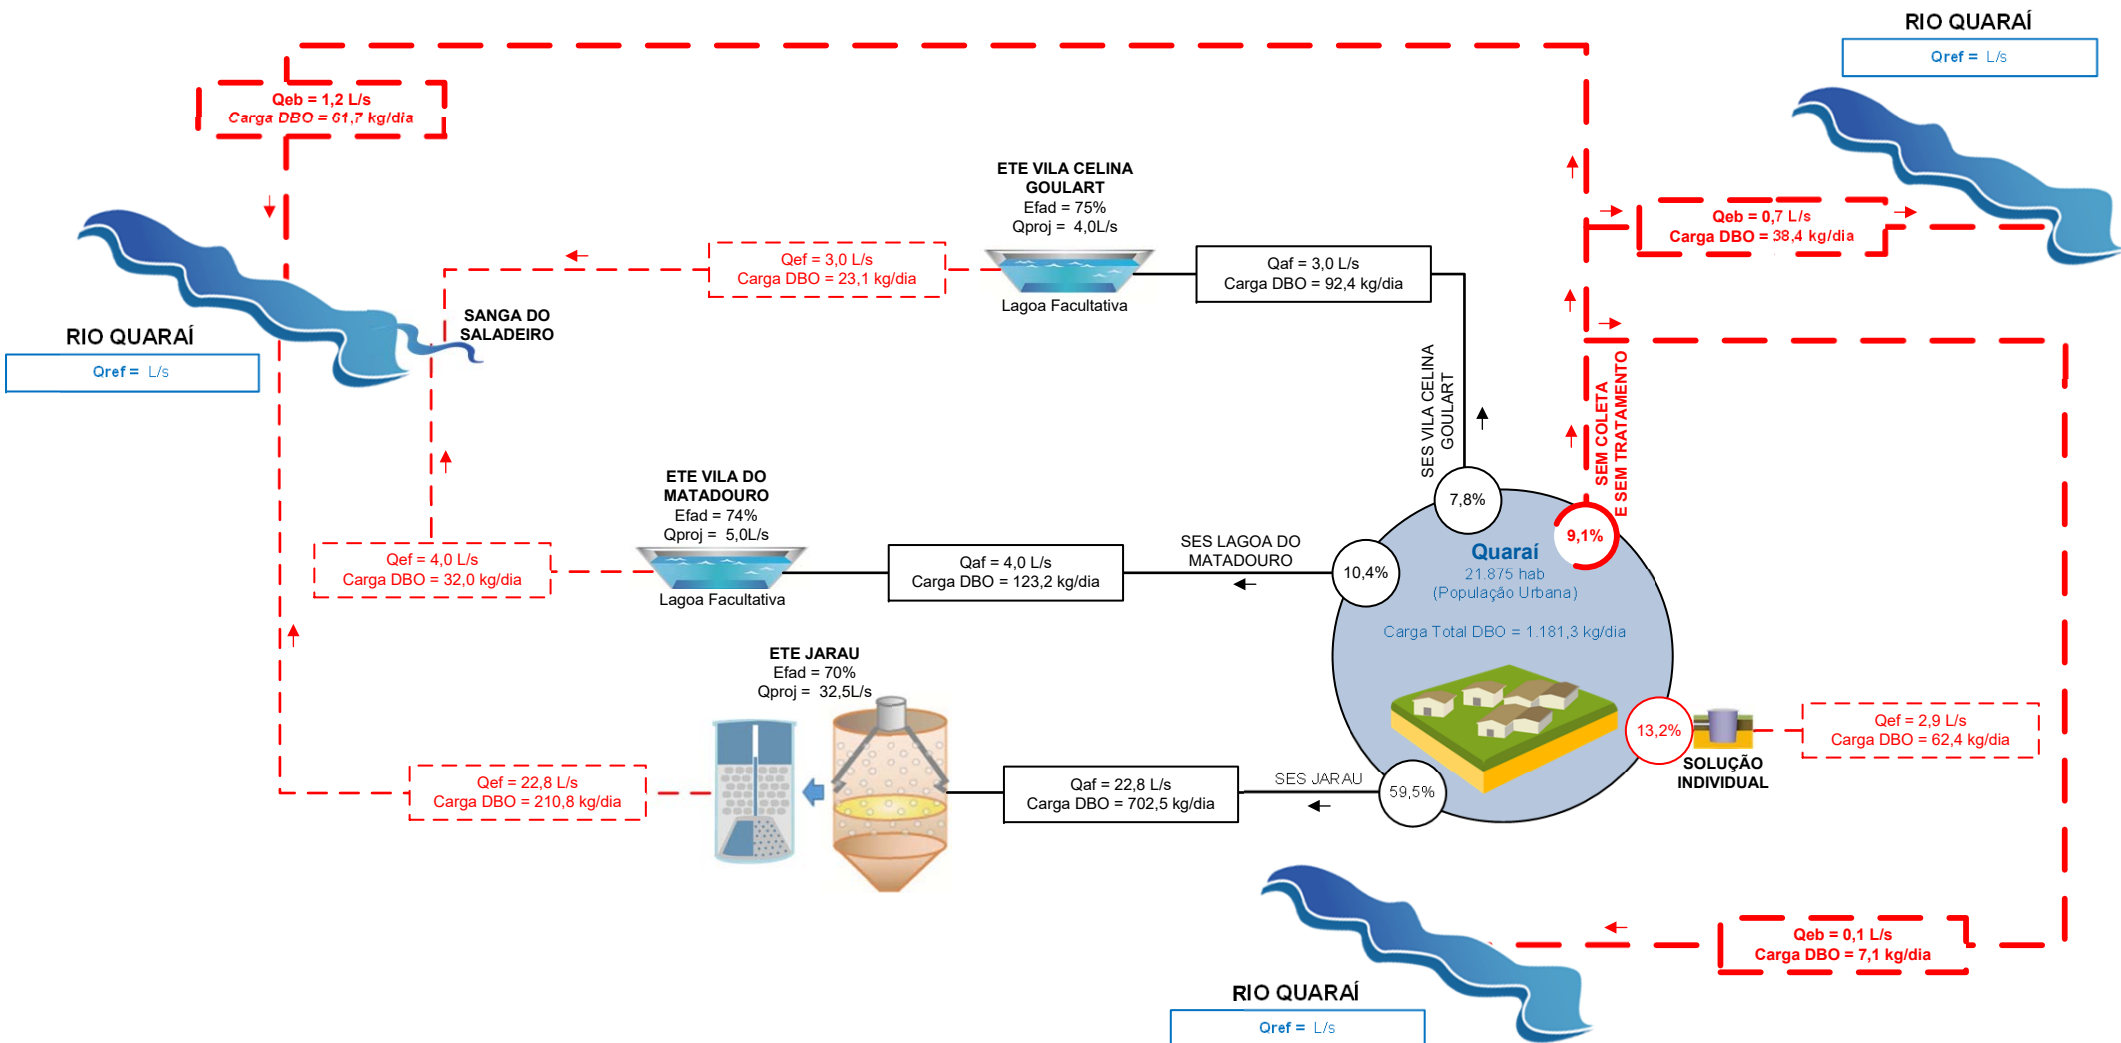 RIO QUARAÍ
Qref = L/s
Qeb = 1,2 L/s
Carga DBO = 61,7 kg/dia
ETE VILA CELINA
GOULART
Efad = 75%
Qproj = 4,0L/s
Lagoa Facultativa
Qef = 3,0 L/s
Carga DBO = 23,1 kg/dia
Qaf = 3,0 L/s
Carga DBO = 92,4 kg/dia
Qeb = 0,7 L/s
Carga DBO = 38,4 kg/dia
SANGA DO
SALADEIRO
RIO QUARAÍ
Qref = L/s
SES VILA CELINA
GOULART
SEM COLETA
E SEM TRATAMENTO
ETE VILA DO
MATADOURO
Efad = 74%
Qproj = 5,0L/s
Lagoa Facultativa
Qef = 4,0 L/s
Carga DBO = 32,0 kg/dia
Qaf = 4,0 L/s
Carga DBO = 123,2 kg/dia
SES LAGOA DO
MATADOURO
7,8%
9,1%
10,4%
Quaraí
21.875 hab
(População Urbana)
Carga Total DBO = 1.181,3 kg/dia
ETE JARAU
Efad = 70%
Qproj = 32,5L/s
Qef = 22,8 L/s
Carga DBO = 210,8 kg/dia
Qaf = 22,8 L/s
Carga DBO = 702,5 kg/dia
SES JARAU
59,5%
13,2%
SOLUÇÃO
INDIVIDUAL
Qef = 2,9 L/s
Carga DBO = 62,4 kg/dia
Qeb = 0,1 L/s
Carga DBO = 7,1 kg/dia
RIO QUARAÍ
Qref = L/s